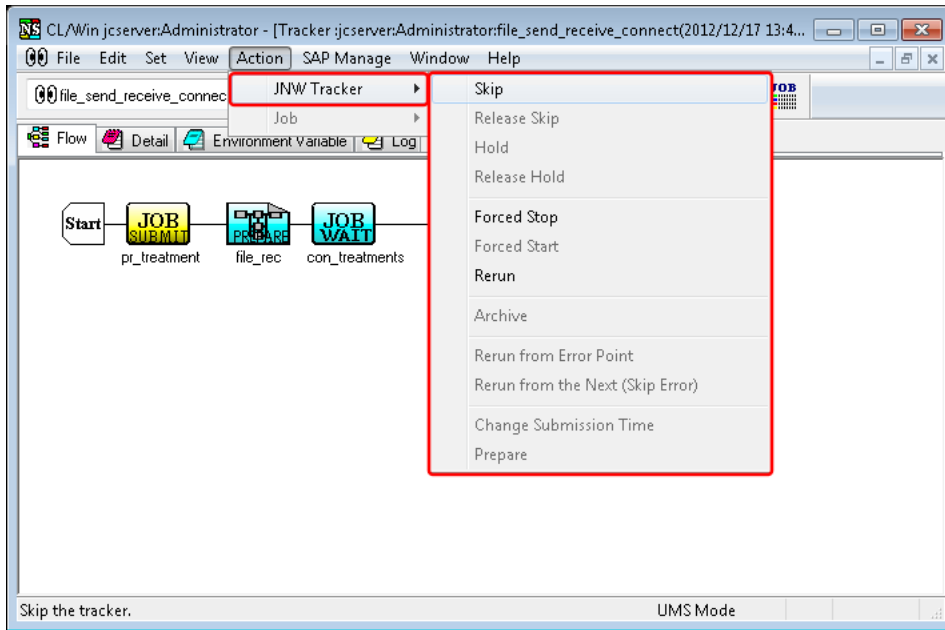 NS CL/Win jcserver:Administrator - [Tracker :jcserver:Administrator:file_send_receive_connect(2012/12/17 13:4...
File Edit Set View Action SAP Manage Window Help
file_send_receive_connec JNW Tracker Skip JOB
Job Release Skip
Flow Detail Environment Variable Log Hold
Release Hold
Start JOB SUBMIT PREPARE JOB WAIT Forced Stop
pr_treatment file_rec con_treatments Forced Start
Rerun
Archive
Rerun from Error Point
Rerun from the Next (Skip Error)
Change Submission Time
Prepare
Skip the tracker. UMS Mode